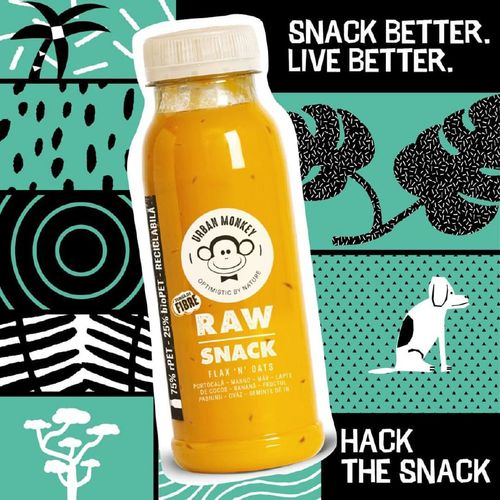 SNACK BETTER.
LIVE BETTER.
URBAN MONKEY
OPTIMISTIC BY NATURE
75% rPET - 25% bioPET - RECICLABILĂ
FIBRE
RAW
SNACK
FLAX 'N' OATS
PORTOCALĂ - MANGO - MĂR - LAPTE
DE COCOS - BANANĂ - FRUCTUL
PASIUNII - OVĂZ - SEMINȚE DE IN
HACK
THE SNACK